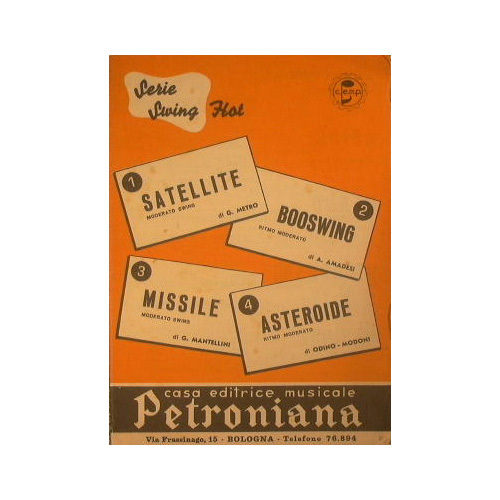 Serie
Swing Hot
c.e.m.p.
1
SATELLITE
MODERATO SWING
di G. METRO
2
BOOSWING
RITMO MODERATO
di A. AMADESI
3
MISSILE
MODERATO SWING
di G. MANTELLINI
4
ASTEROIDE
RITMO MODERATO
di ODINO - MODONI
casa editrice musicale
Petroniana
Via Frassinago, 15 - BOLOGNA - Telefono 76.894